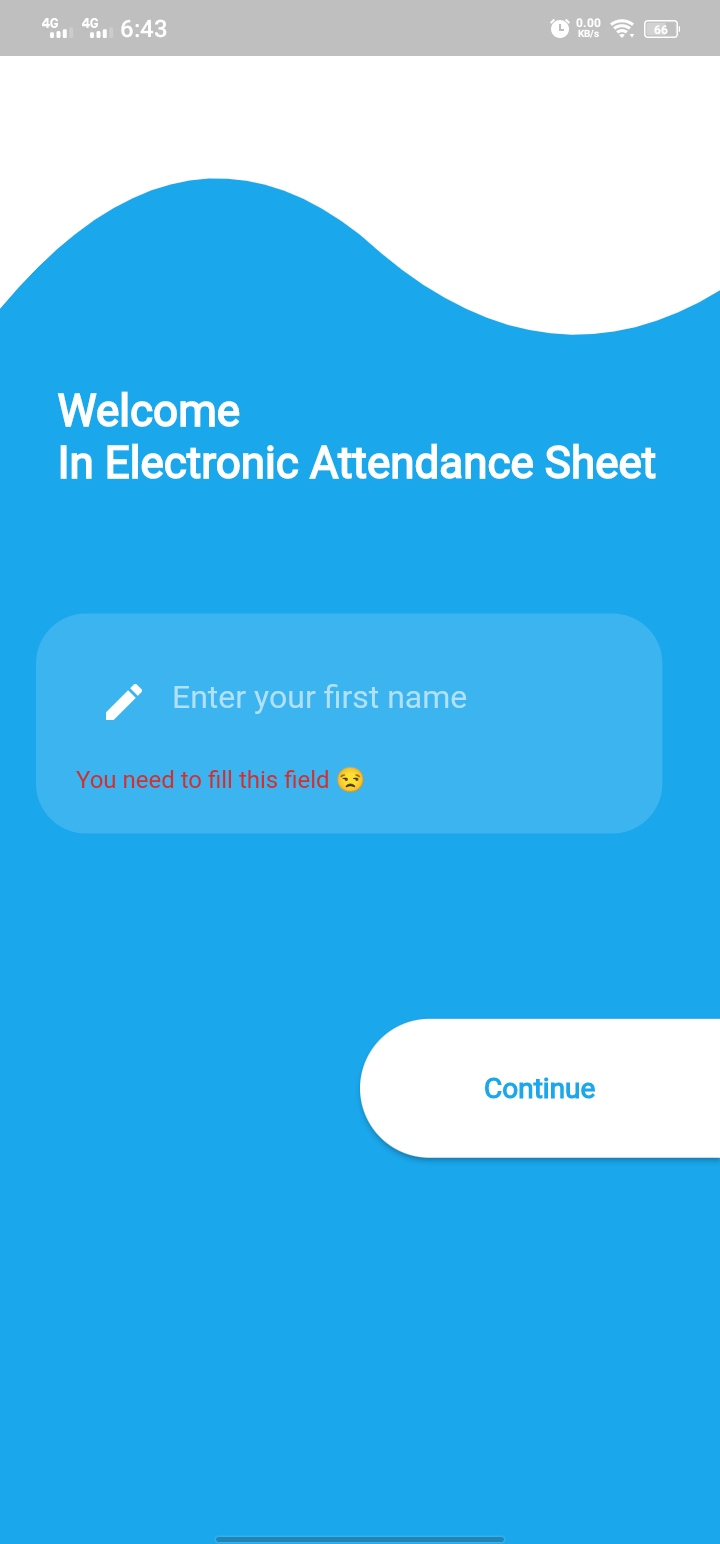 4G 4G 6:43 0.00 KB/s 66
Welcome
In Electronic Attendance Sheet
Enter your first name
You need to fill this field 😒
Continue